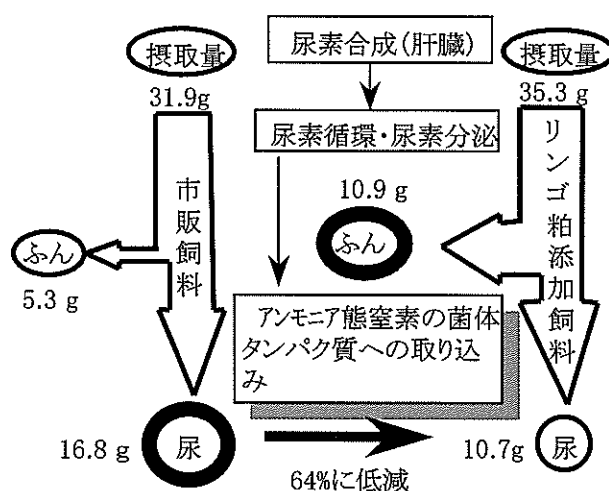 摂取量
31.9g
市販飼料
ふん
5.3 g
16.8 g
尿
尿素合成(肝臓)
尿素循環・尿素分泌
10.9 g
ふん
アンモニア態窒素の菌体
タンパク質への取り込
み
64%に低減
摂取量
35.3 g
リンゴ粕添加飼料
10.7g
尿